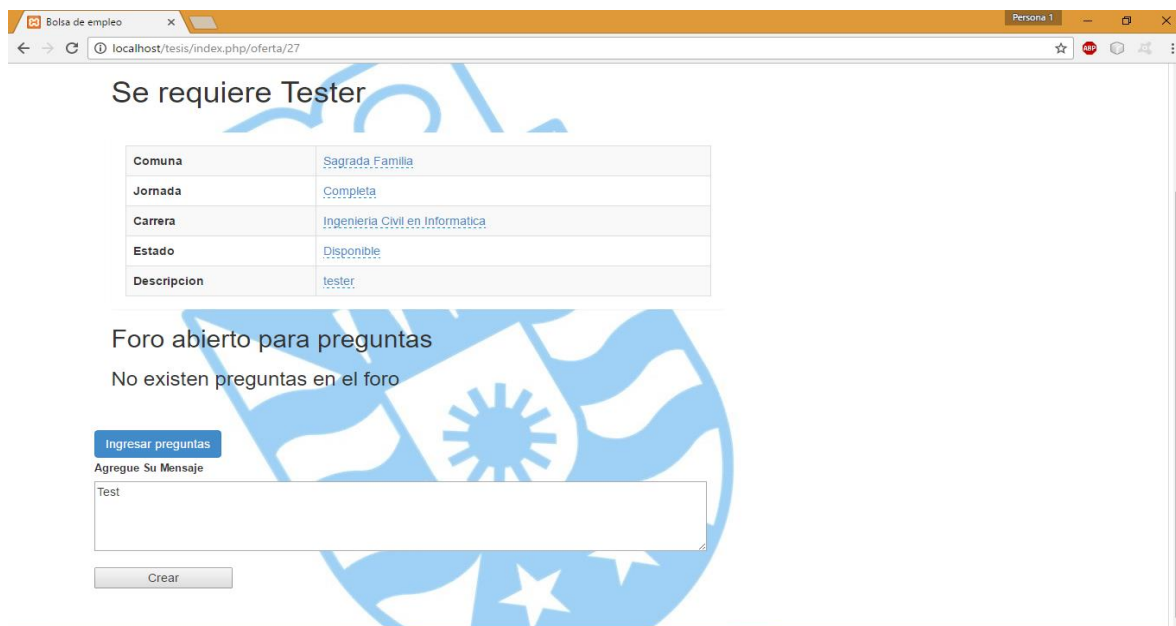 Bolsa de empleo
Persona 1
localhost/tesis/index.php/oferta/27
ABP
Se requiere Tester
Comuna Sagrada Familia
Jornada Completa
Carrera Ingenieria Civil en Informatica
Estado Disponible
Descripcion tester
Foro abierto para preguntas
No existen preguntas en el foro
Ingresar preguntas
Agregue Su Mensaje
Test
Crear